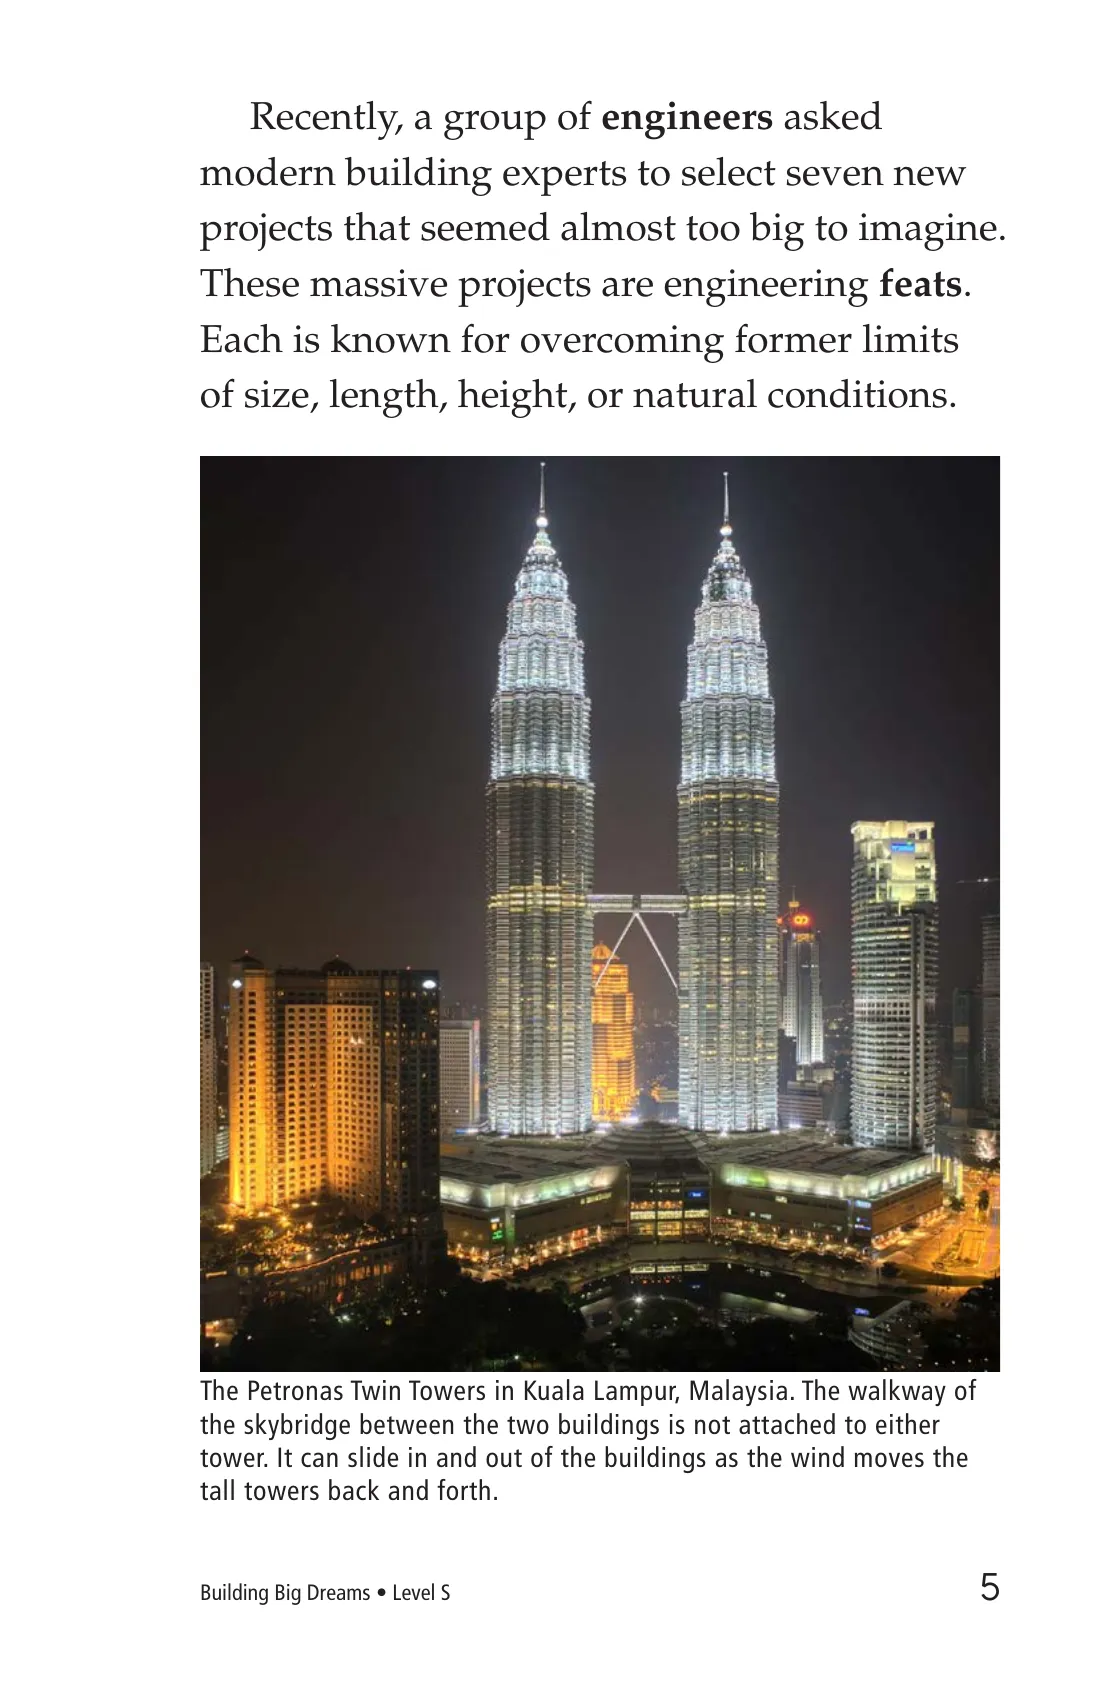 Recently, a group of engineers asked
modern building experts to select seven new
projects that seemed almost too big to imagine.
These massive projects are engineering feats.
Each is known for overcoming former limits
of size, length, height, or natural conditions.
The Petronas Twin Towers in Kuala Lampur, Malaysia. The walkway of
the skybridge between the two buildings is not attached to either
tower. It can slide in and out of the buildings as the wind moves the
tall towers back and forth.
Building Big Dreams • Level S
5